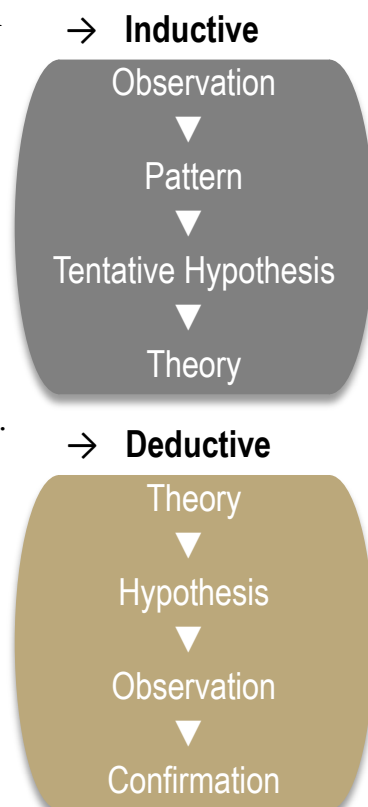 → Inductive
Observation
▼
Pattern
▼
Tentative Hypothesis
▼
Theory
.
→ Deductive
Theory
▼
Hypothesis
▼
Observation
▼
Confirmation